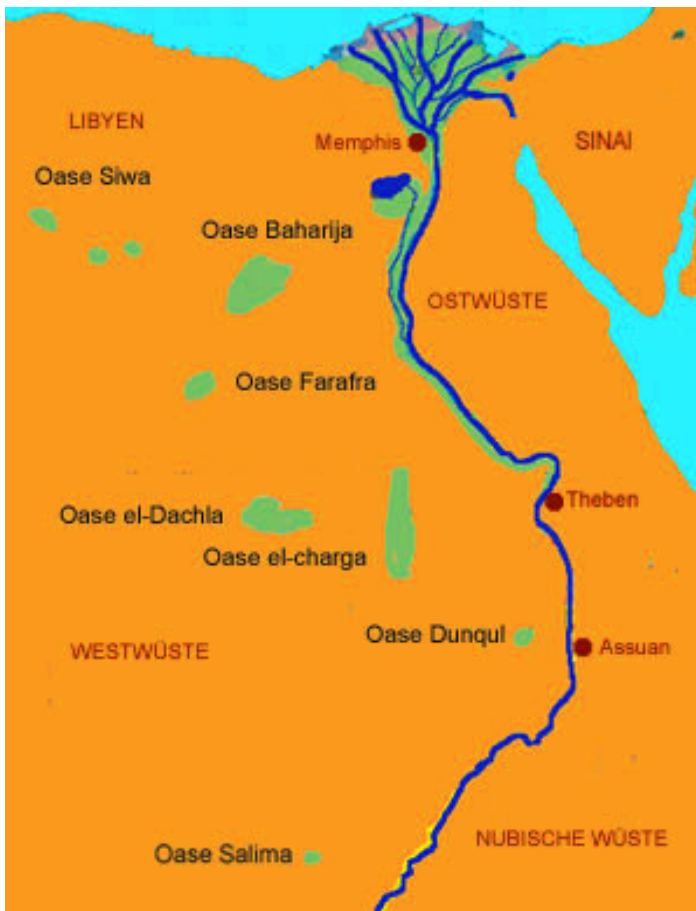 LIBYEN
Memphis
SINAI
Oase Siwa
Oase Baharija
OSTWÜSTE
Oase Farafra
Theben
Oase el-Dachla
Oase el-charga
Oase Dunqul
Assuan
WESTWÜSTE
NUBISCHE WÜSTE
Oase Salima